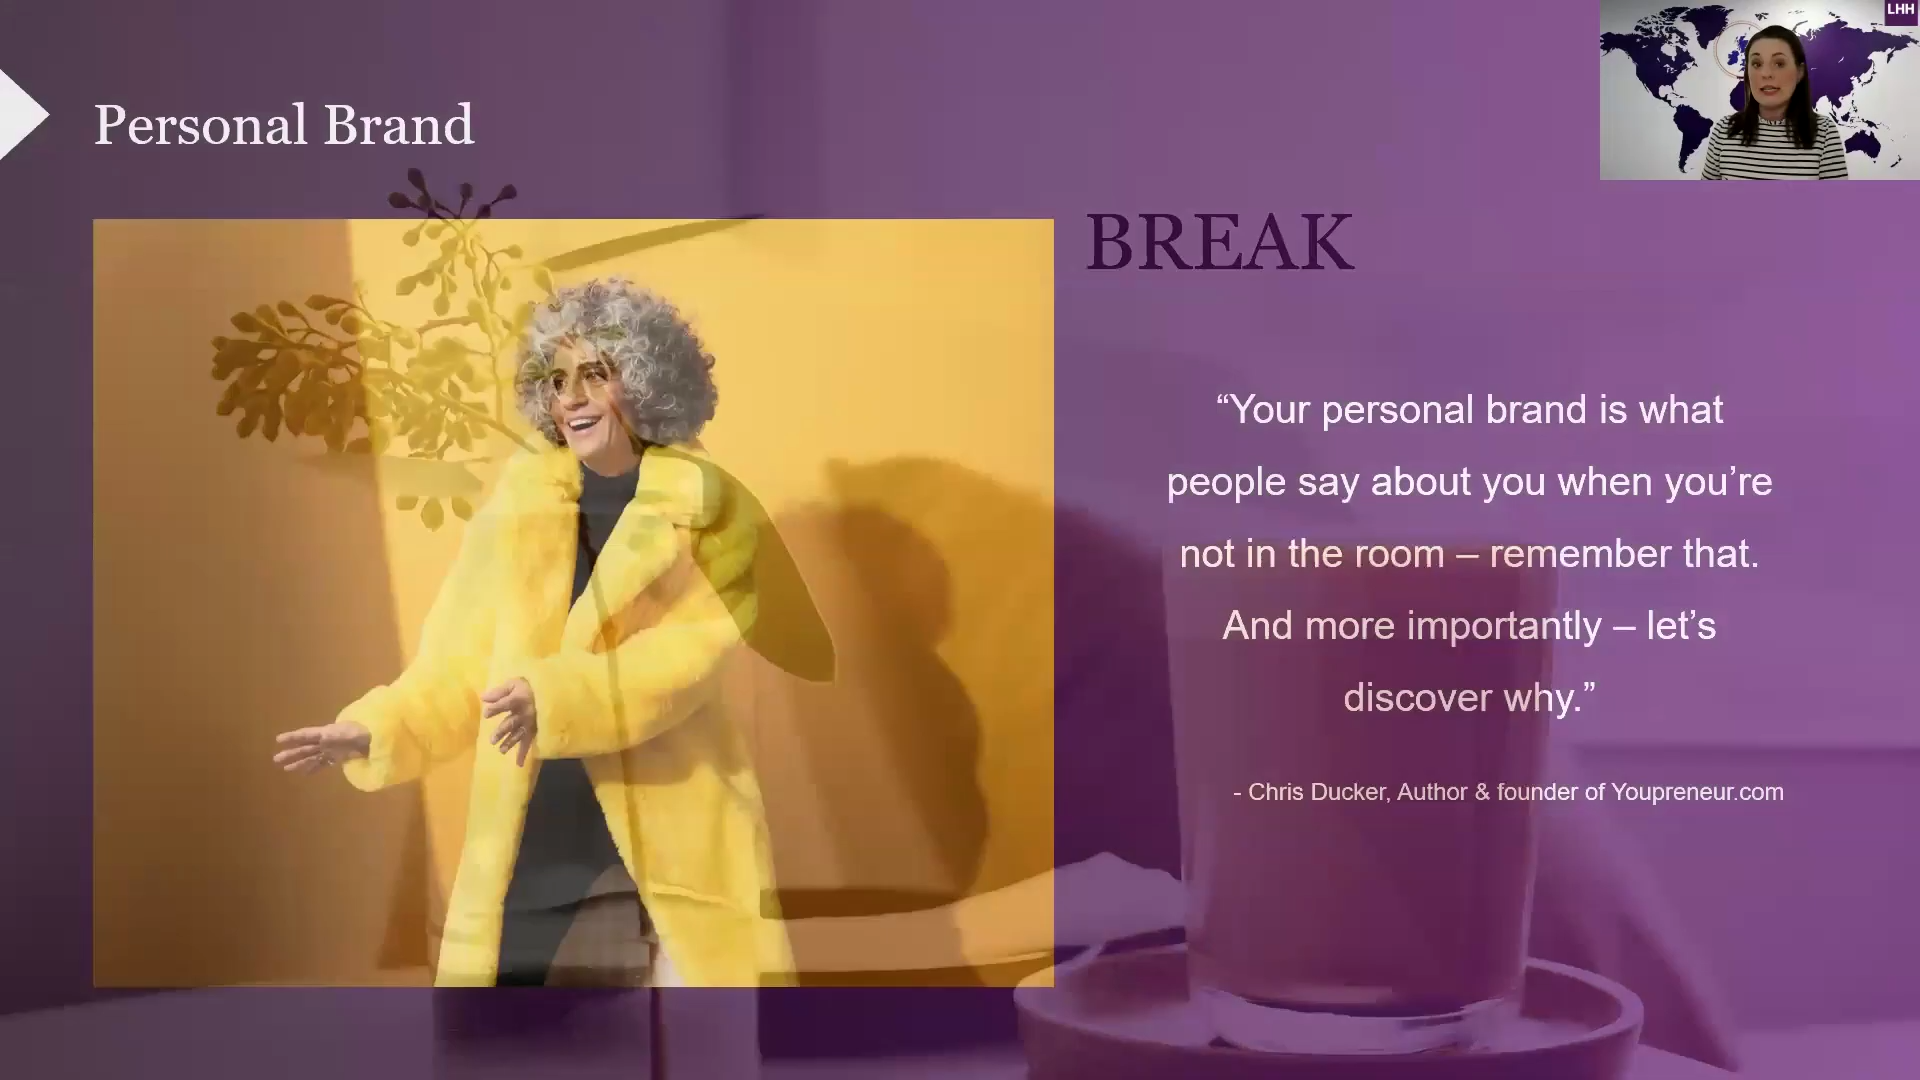 LHH
Personal Brand
BREAK
“Your personal brand is what
people say about you when you’re
not in the room – remember that.
And more importantly – let’s
discover why.”
- Chris Ducker, Author & founder of Youpreneur.com